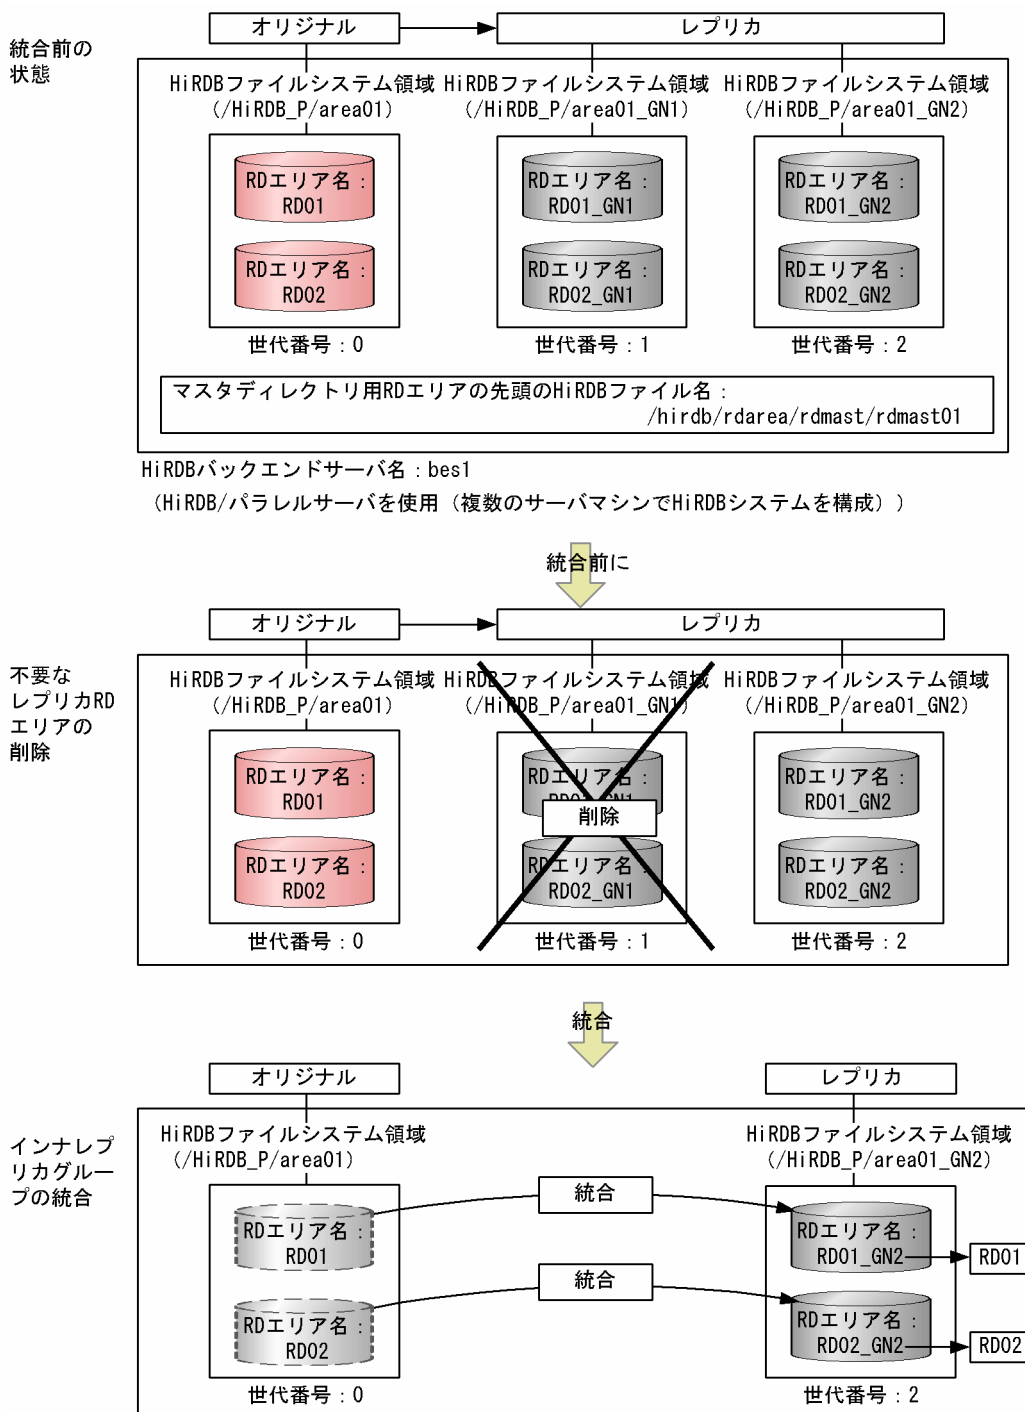 統合前の
状態
オリジナル
レプリカ
HiRDBファイルシステム領域
(/HiRDB_P/area01)
HiRDBファイルシステム領域
(/HiRDB_P/area01_GN1)
HiRDBファイルシステム領域
(/HiRDB_P/area01_GN2)
RDエリア名：
RD01
RDエリア名：
RD01_GN1
RDエリア名：
RD01_GN2
RDエリア名：
RD02
RDエリア名：
RD02_GN1
RDエリア名：
RD02_GN2
世代番号：0
世代番号：1
世代番号：2
マスタディレクトリ用RDエリアの先頭のHiRDBファイル名：
/hirdb/rdarea/rdmast/rdmast01
HiRDBバックエンドサーバ名：bes1
（HiRDB/パラレルサーバを使用（複数のサーバマシンでHiRDBシステムを構成））
統合前に
オリジナル
レプリカ
不要な
レプリカRD
エリアの
削除
HiRDBファイルシステム領域
(/HiRDB_P/area01)
HiRDBファイルシステム領域
(/HiRDB_P/area01_GN1)
HiRDBファイルシステム領域
(/HiRDB_P/area01_GN2)
RDエリア名：
RD01
RDエリア名：
RD01_GN1
RDエリア名：
RD01_GN2
削除
RDエリア名：
RD02
RDエリア名：
RD02_GN1
RDエリア名：
RD02_GN2
世代番号：0
世代番号：1
世代番号：2
統合
オリジナル
レプリカ
インナレプ
リカグルー
プの統合
HiRDBファイルシステム領域
(/HiRDB_P/area01)
HiRDBファイルシステム領域
(/HiRDB_P/area01_GN2)
統合
RDエリア名：
RD01
RDエリア名：
RD01_GN2
RD01
統合
RDエリア名：
RD02
RDエリア名：
RD02_GN2
RD02
世代番号：0
世代番号：2